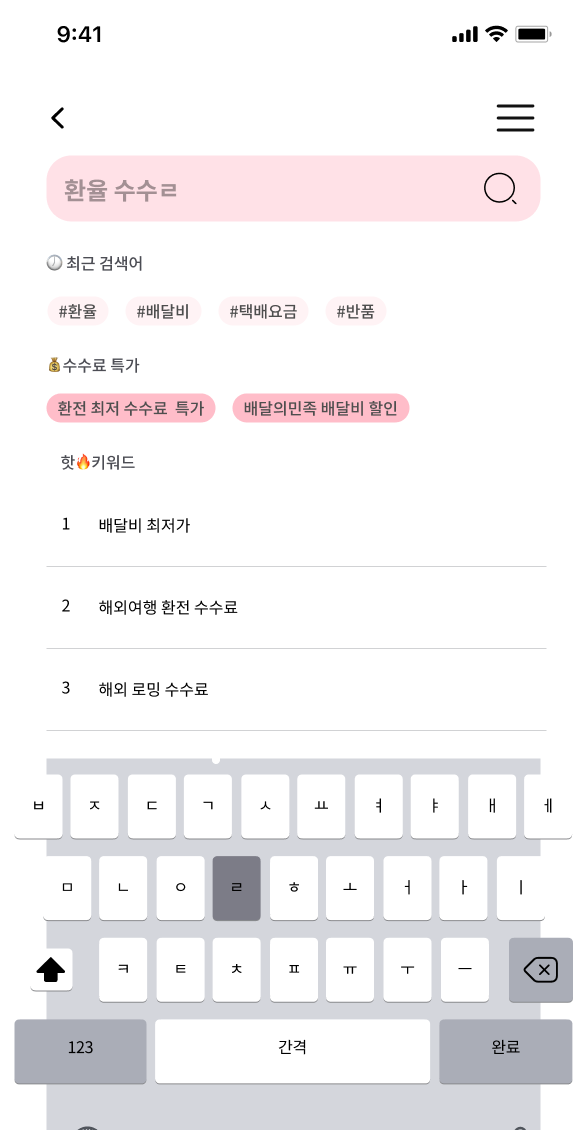 9:41
환율 수수ㄹ
🕖 최근 검색어
#환율 #배달비 #택배요금 #반품
💰수수료 특가
환전 최저 수수료 특가 배달의민족 배달비 할인
핫🔥키워드
1 배달비 최저가
2 해외여행 환전 수수료
3 해외 로밍 수수료
ㅂ ㅈ ㄷ ㄱ ㅅ ㅛ ㅕ ㅑ ㅐ ㅔ
ㅁ ㄴ ㅇ ㄹ ㅎ ㅗ ㅓ ㅏ ㅣ
ㅋ ㅌ ㅊ ㅍ ㅠ ㅜ ㅡ
123 간격 완료